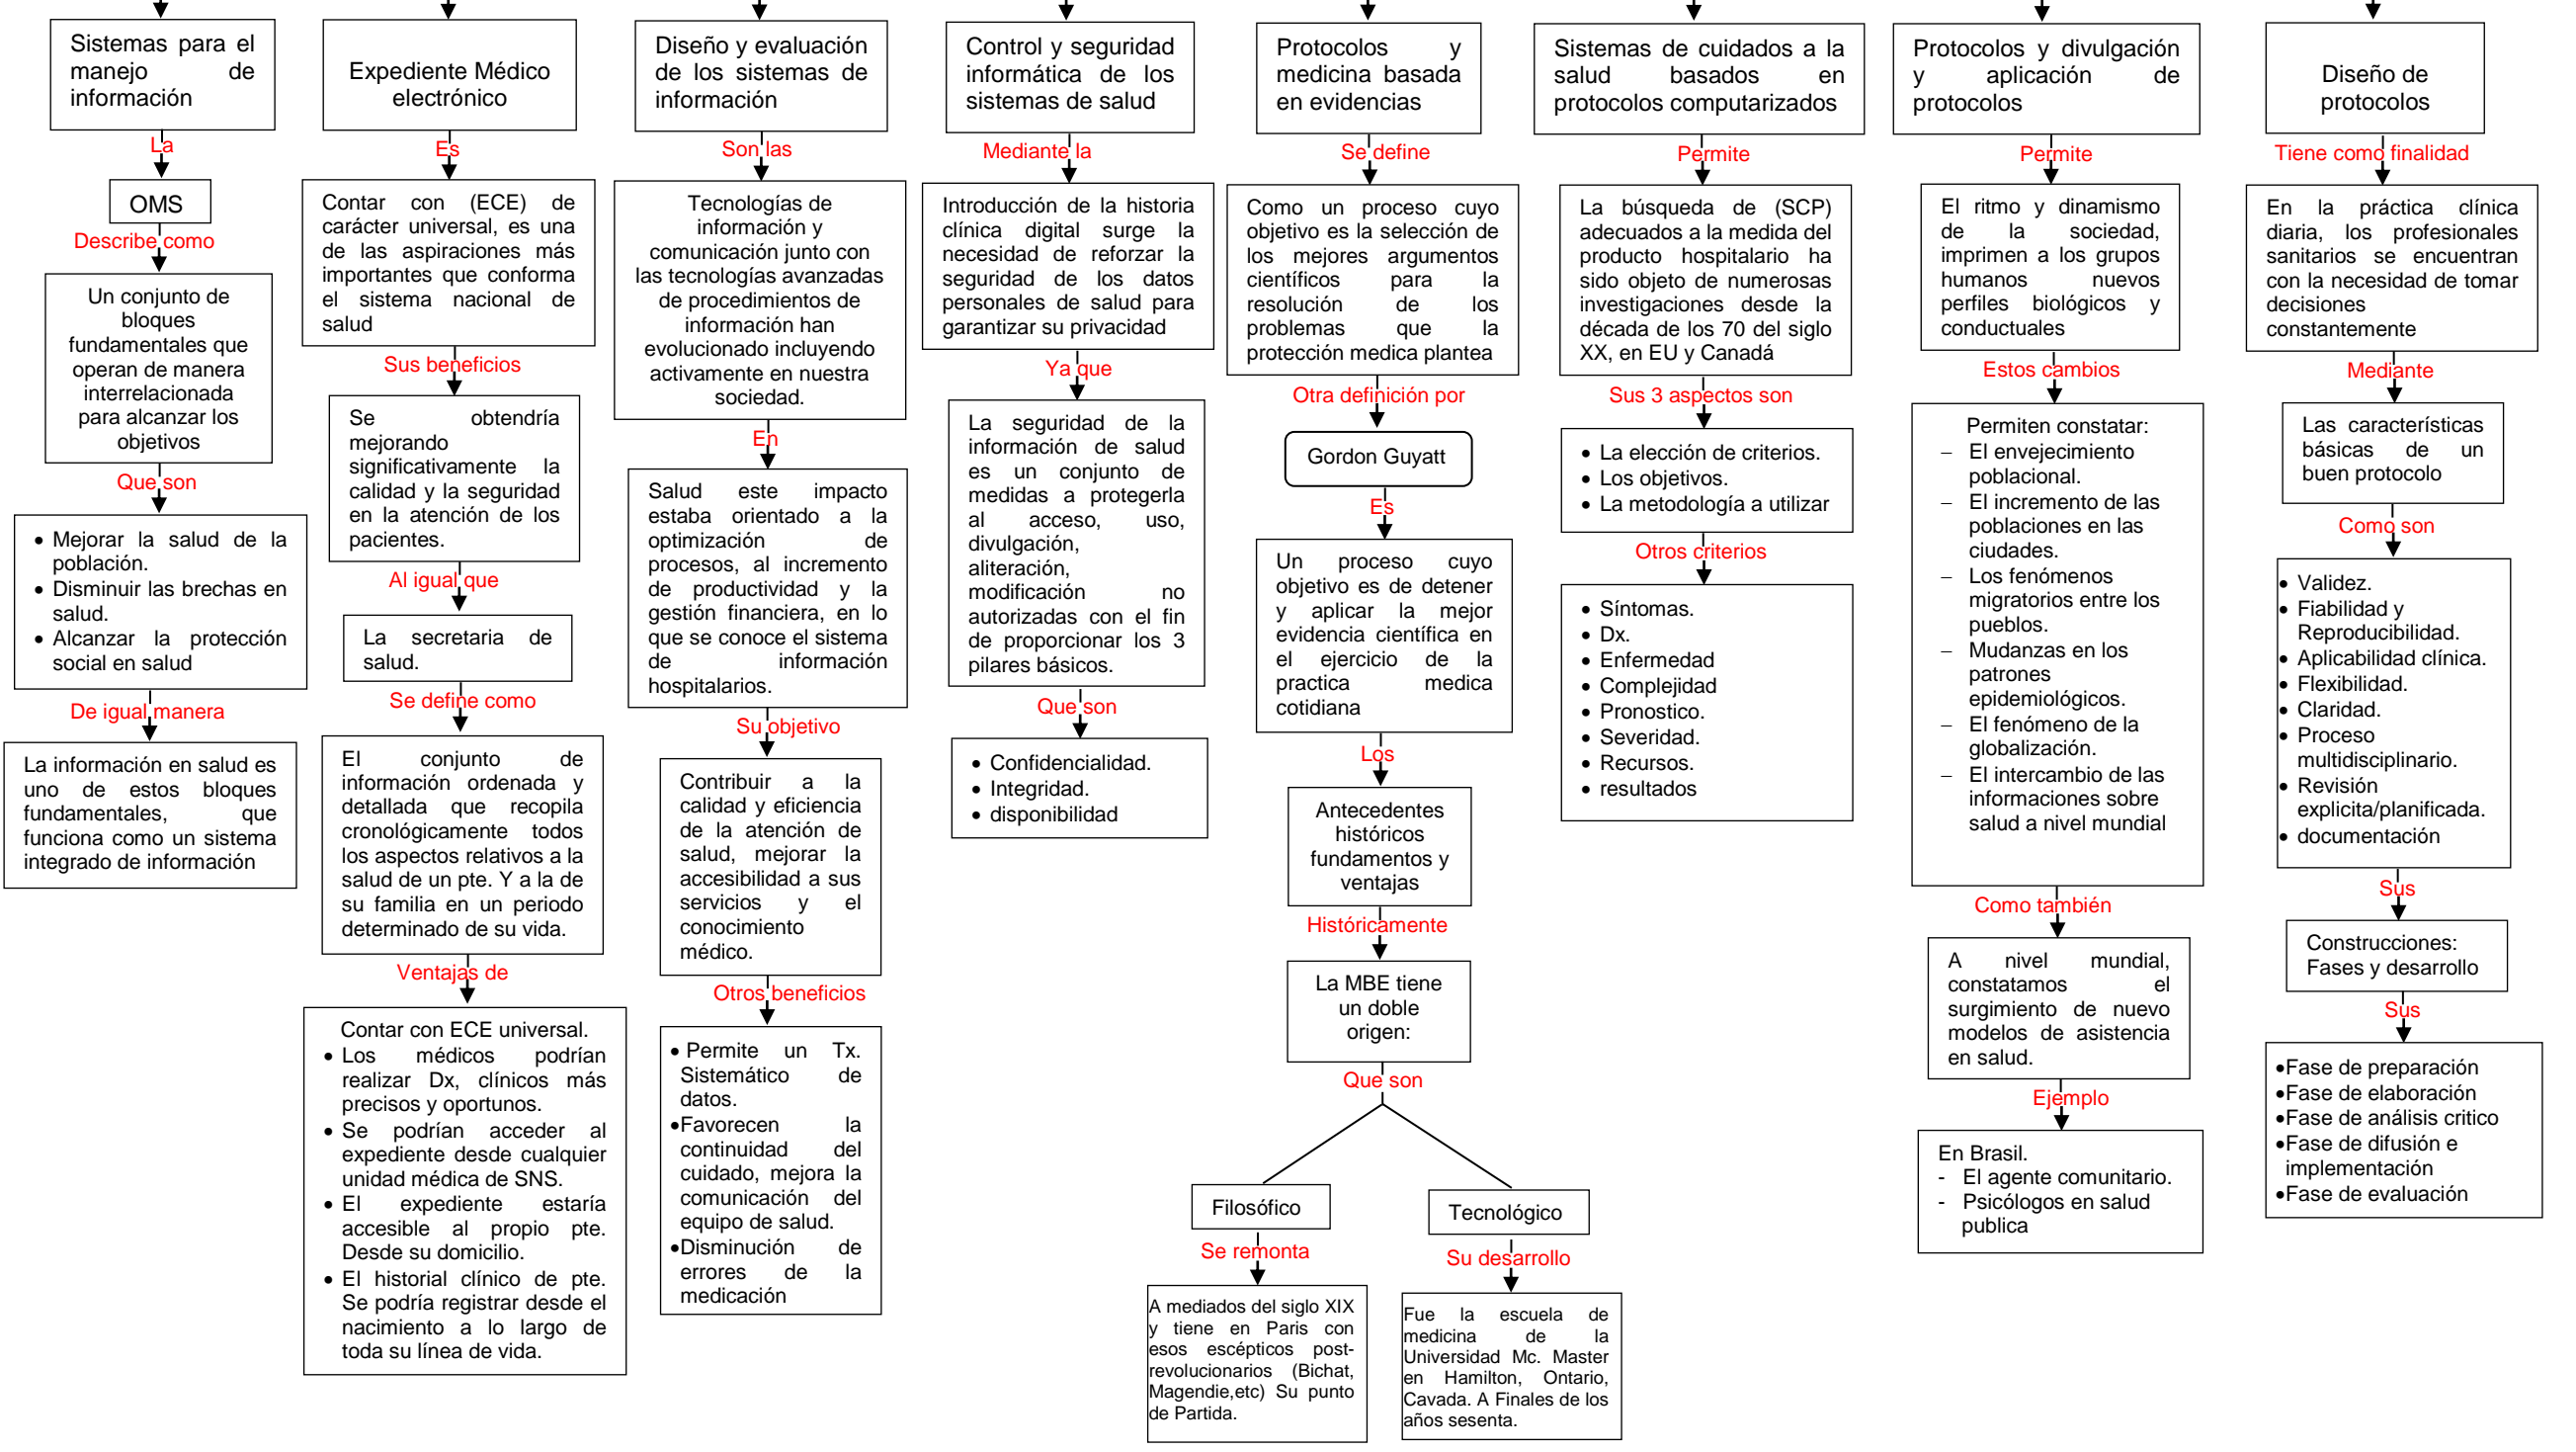 Sistemas para el
manejo de
información
La
OMS
Describe como
Un conjunto de
bloques
fundamentales que
operan de manera
interrelacionada
para alcanzar los
objetivos
Que son
• Mejorar la salud de la
población.
• Disminuir las brechas en
salud.
• Alcanzar la protección
social en salud
De igual manera
La información en salud es
uno de estos bloques
fundamentales, que
funciona como un sistema
integrado de información
Expediente Médico
electrónico
Es
Contar con (ECE) de
carácter universal, es una
de las aspiraciones más
importantes que conforma
el sistema nacional de
salud
Sus beneficios
Se obtendría
mejorando
significativamente la
calidad y la seguridad
en la atención de los
pacientes.
Al igual que
La secretaria de
salud.
Se define como
El conjunto de
información ordenada y
detallada que recopila
cronológicamente todos
los aspectos relativos a la
salud de un pte. Y a la de
su familia en un periodo
determinado de su vida.
Ventajas de
Contar con ECE universal.
• Los médicos podrían
realizar Dx, clínicos más
precisos y oportunos.
• Se podrían acceder al
expediente desde cualquier
unidad médica de SNS.
• El expediente estaría
accesible al propio pte.
Desde su domicilio.
• El historial clínico de pte.
Se podría registrar desde el
nacimiento a lo largo de
toda su línea de vida.
Diseño y evaluación
de los sistemas de
información
Son las
Tecnologías de
información y
comunicación junto con
las tecnologías avanzadas
de procedimientos de
información han
evolucionado incluyendo
activamente en nuestra
sociedad.
En
Salud este impacto
estaba orientado a la
optimización de
procesos, al incremento
de productividad y la
gestión financiera, en lo
que se conoce el sistema
de información
hospitalarios.
Su objetivo
Contribuir a la
calidad y eficiencia
de la atención de
salud, mejorar la
accesibilidad a sus
servicios y el
conocimiento
médico.
Otros beneficios
• Permite un Tx.
Sistemático de
datos.
•Favorecen la
continuidad del
cuidado, mejora la
comunicación del
equipo de salud.
•Disminución de
errores de la
medicación
Control y seguridad
informática de los
sistemas de salud
Mediante la
Introducción de la historia
clínica digital surge la
necesidad de reforzar la
seguridad de los datos
personales de salud para
garantizar su privacidad
Ya que
La seguridad de la
información de salud
es un conjunto de
medidas a protegerla
al acceso, uso,
divulgación,
aliteración,
modificación no
autorizadas con el fin
de proporcionar los 3
pilares básicos.
Que son
• Confidencialidad.
• Integridad.
• disponibilidad
Protocolos y
medicina basada
en evidencias
Se define
Como un proceso cuyo
objetivo es la selección de
los mejores argumentos
científicos para la
resolución de los
problemas que la
protección medica plantea
Otra definición por
Gordon Guyatt
Es
Un proceso cuyo
objetivo es de detener
y aplicar la mejor
evidencia científica en
el ejercicio de la
practica medica
cotidiana
Los
Antecedentes
históricos
fundamentos y
ventajas
Históricamente
La MBE tiene
un doble
origen:
Que son
Filosófico
Se remonta
A mediados del siglo XIX
y tiene en Paris con
esos escépticos post-
revolucionarios (Bichat,
Magendie,etc) Su punto
de Partida.
Tecnológico
Su desarrollo
Fue la escuela de
medicina de la
Universidad Mc. Master
en Hamilton, Ontario,
Cavada. A Finales de los
años sesenta.
Sistemas de cuidados a la
salud basados en
protocolos computarizados
Permite
La búsqueda de (SCP)
adecuados a la medida del
producto hospitalario ha
sido objeto de numerosas
investigaciones desde la
década de los 70 del siglo
XX, en EU y Canadá
Sus 3 aspectos son
• La elección de criterios.
• Los objetivos.
• La metodología a utilizar
Otros criterios
• Síntomas.
• Dx.
• Enfermedad
• Complejidad
• Pronostico.
• Severidad.
• Recursos.
• resultados
Protocolos y divulgación
y aplicación de
protocolos
Permite
El ritmo y dinamismo
de la sociedad,
imprimen a los grupos
humanos nuevos
perfiles biológicos y
conductuales
Estos cambios
Permiten constatar:
– El envejecimiento
poblacional.
– El incremento de las
poblaciones en las
ciudades.
– Los fenómenos
migratorios entre los
pueblos.
– Mudanzas en los
patrones
epidemiológicos.
– El fenómeno de la
globalización.
– El intercambio de las
informaciones sobre
salud a nivel mundial
Como también
A nivel mundial,
constatamos el
surgimiento de nuevo
modelos de asistencia
en salud.
Ejemplo
En Brasil.
- El agente comunitario.
- Psicólogos en salud
publica
Diseño de
protocolos
Tiene como finalidad
En la práctica clínica
diaria, los profesionales
sanitarios se encuentran
con la necesidad de tomar
decisiones
constantemente
Mediante
Las características
básicas de un
buen protocolo
Como son
• Validez.
• Fiabilidad y
Reproducibilidad.
• Aplicabilidad clínica.
• Flexibilidad.
• Claridad.
• Proceso
multidisciplinario.
• Revisión
explicita/planificada.
• documentación
Sus
Construcciones:
Fases y desarrollo
Sus
•Fase de preparación
•Fase de elaboración
•Fase de análisis critico
•Fase de difusión e
implementación
•Fase de evaluación